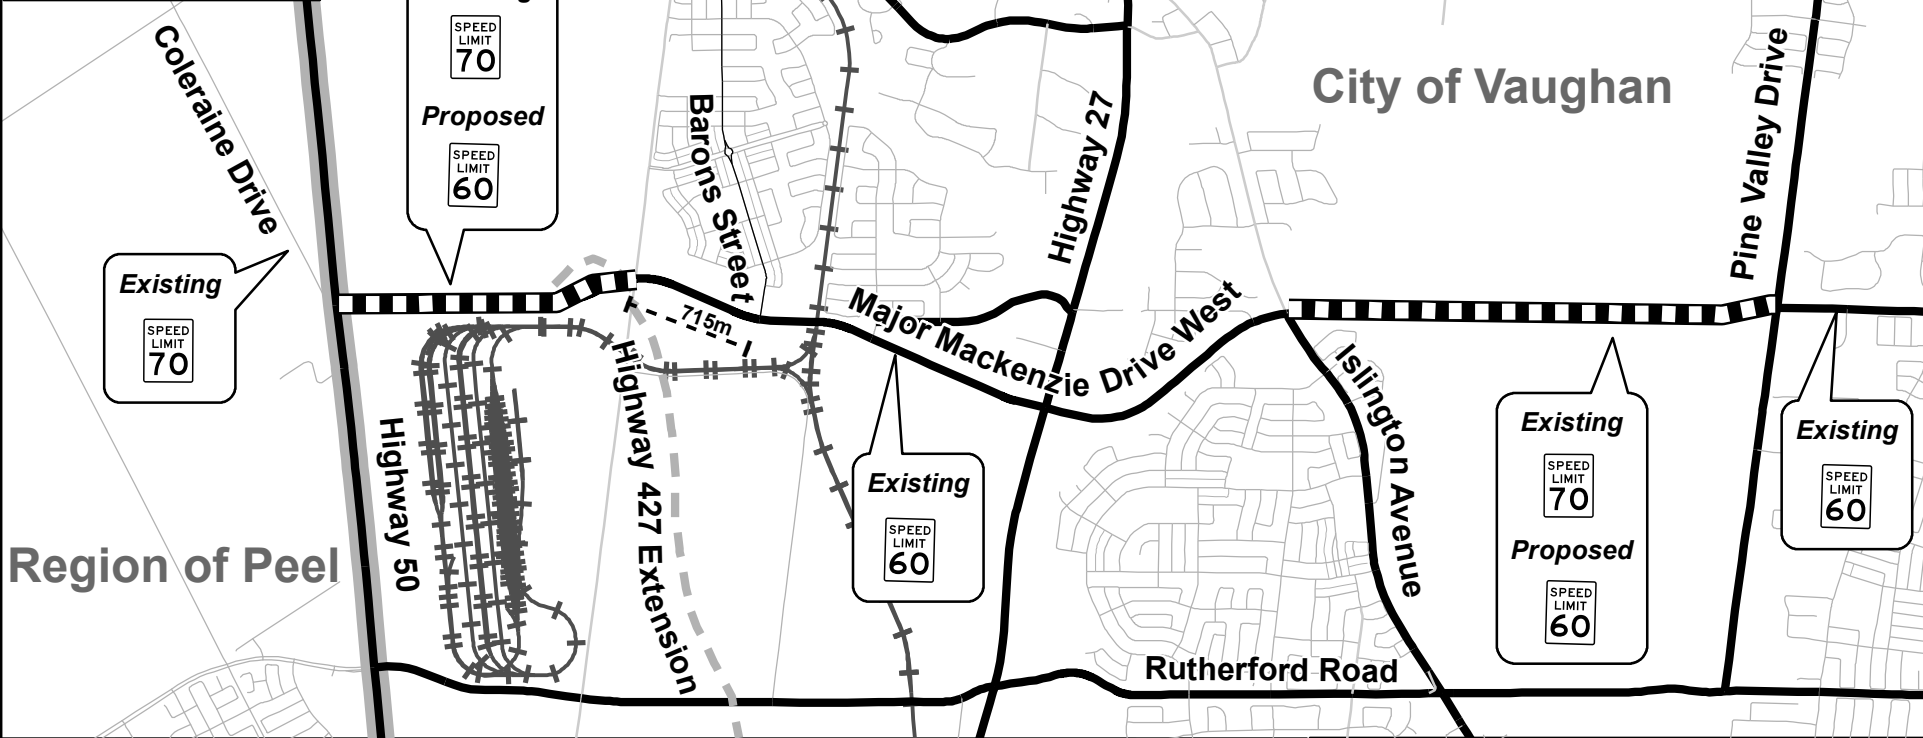 SPEED
LIMIT
70
Proposed
SPEED
LIMIT
60
Coleraine Drive
Existing
SPEED
LIMIT
70
Barons Street
Highway 27
City of Vaughan
Pine Valley Drive
715m
Major Mackenzie Drive West
Highway 50
Highway 427 Extension
Region of Peel
Existing
SPEED
LIMIT
60
Islington Avenue
Existing
SPEED
LIMIT
70
Proposed
SPEED
LIMIT
60
Existing
SPEED
LIMIT
60
Rutherford Road